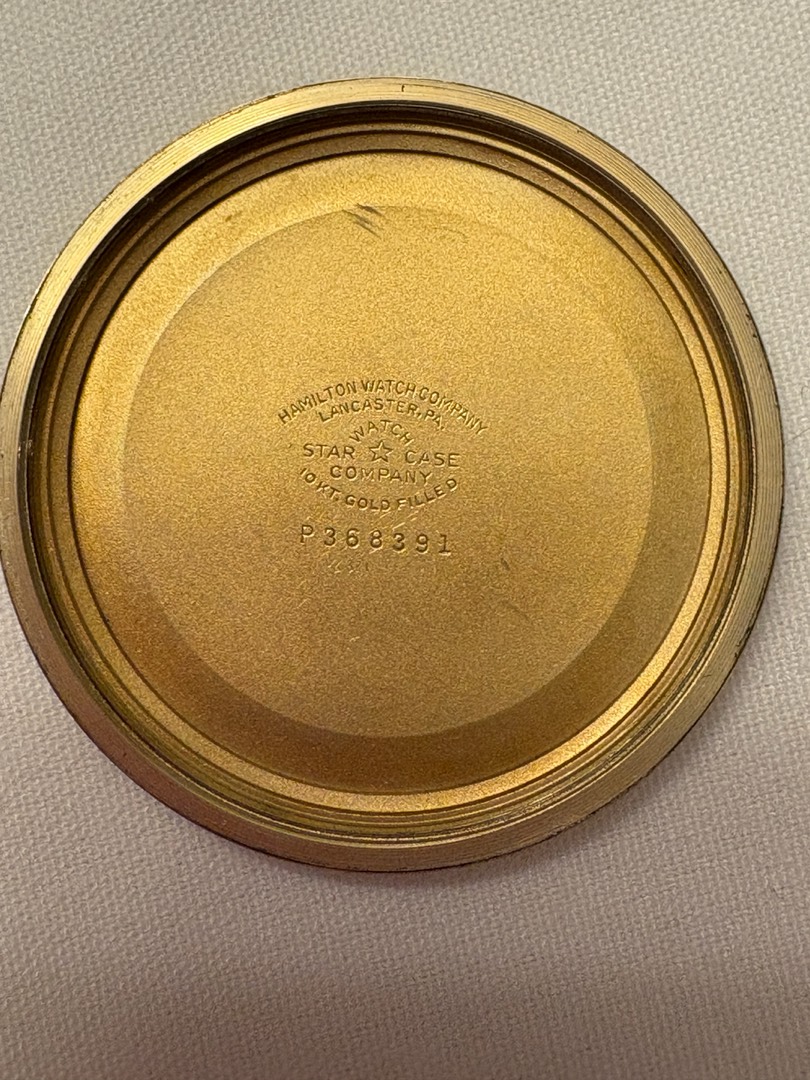 HAMILTON WATCH COMPANY
LANCASTER, PA.
WATCH
STAR CASE
COMPANY
10 KT. GOLD FILLED
P368391